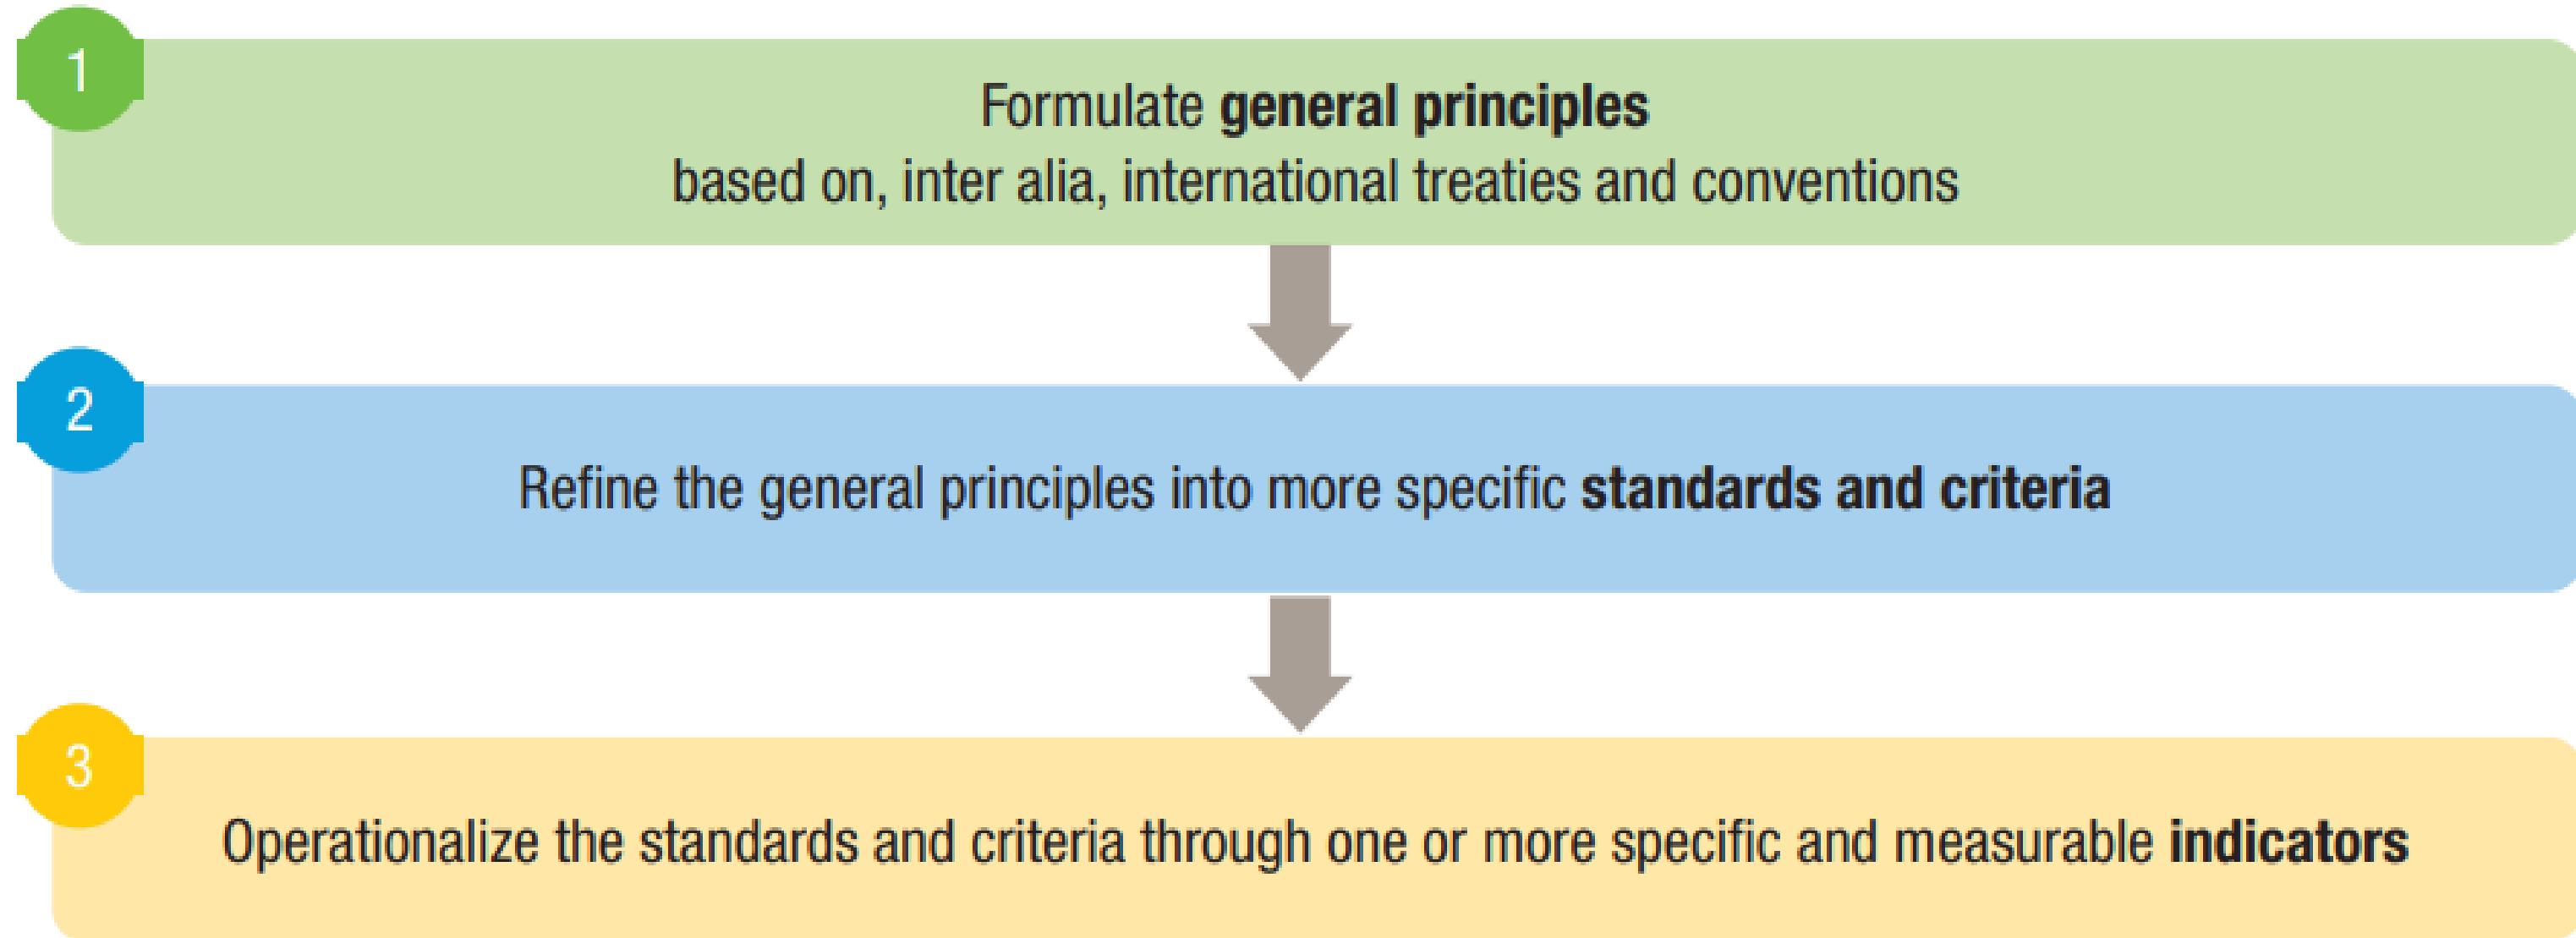 1
Formulate general principles
based on, inter alia, international treaties and conventions
2
Refine the general principles into more specific standards and criteria
3
Operationalize the standards and criteria through one or more specific and measurable indicators